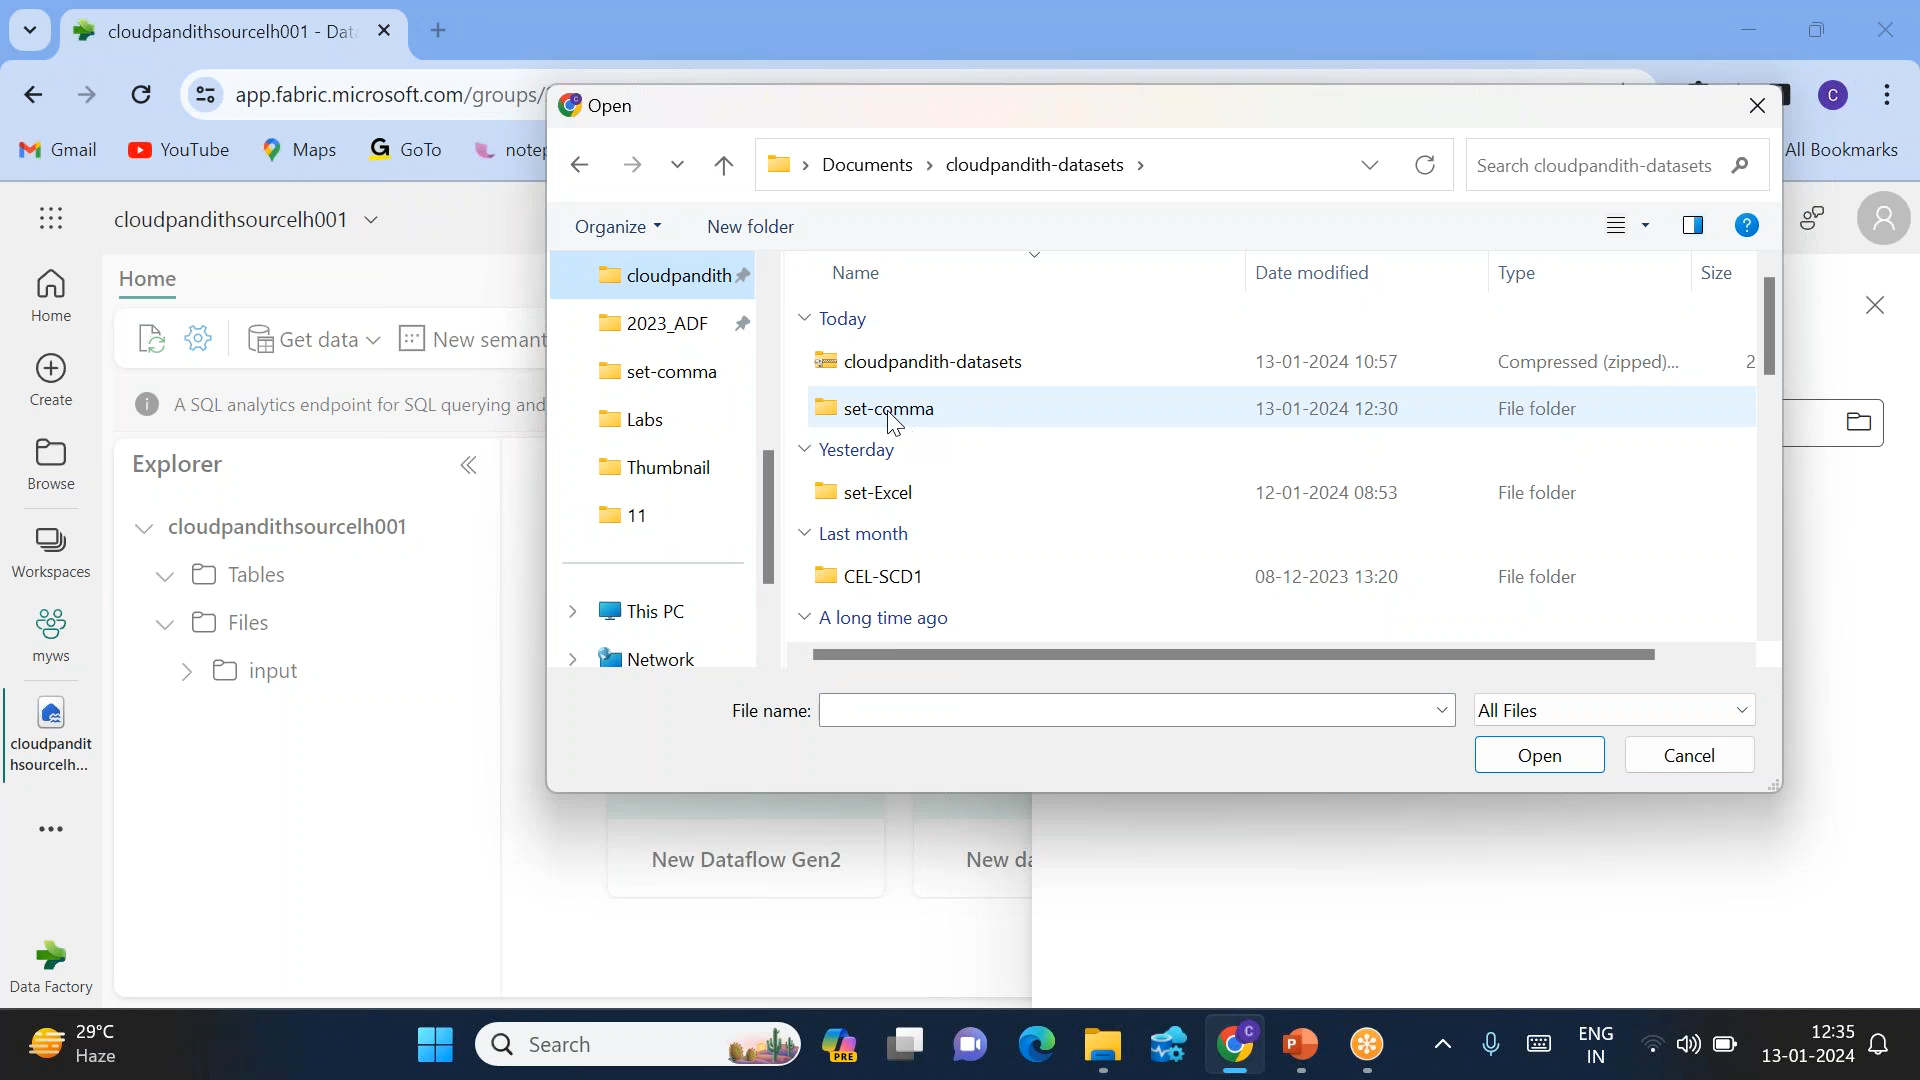 cloudpandithsourcelh001 - Data
app.fabric.microsoft.com/groups/
Gmail
YouTube
Maps
GoTo
notep
All Bookmarks
C
cloudpandithsourcelh001
Home
Get data
New semant
A SQL analytics endpoint for SQL querying and
Explorer
cloudpandithsourcelh001
Tables
Files
input
Home
Create
Browse
Workspaces
myws
cloudpandit
hsourcelh...
Data Factory
Open
Documents
cloudpandith-datasets
Search cloudpandith-datasets
Organize
New folder
cloudpandith
2023_ADF
set-comma
Labs
Thumbnail
11
This PC
Network
Name
Date modified
Type
Size
Today
cloudpandith-datasets
13-01-2024 10:57
Compressed (zipped)...
2
set-comma
13-01-2024 12:30
File folder
Yesterday
set-Excel
12-01-2024 08:53
File folder
Last month
CEL-SCD1
08-12-2023 13:20
File folder
A long time ago
File name:
All Files
Open
Cancel
New Dataflow Gen2
New da
29°C
Haze
Search
PRE
C
ENG
IN
12:35
13-01-2024